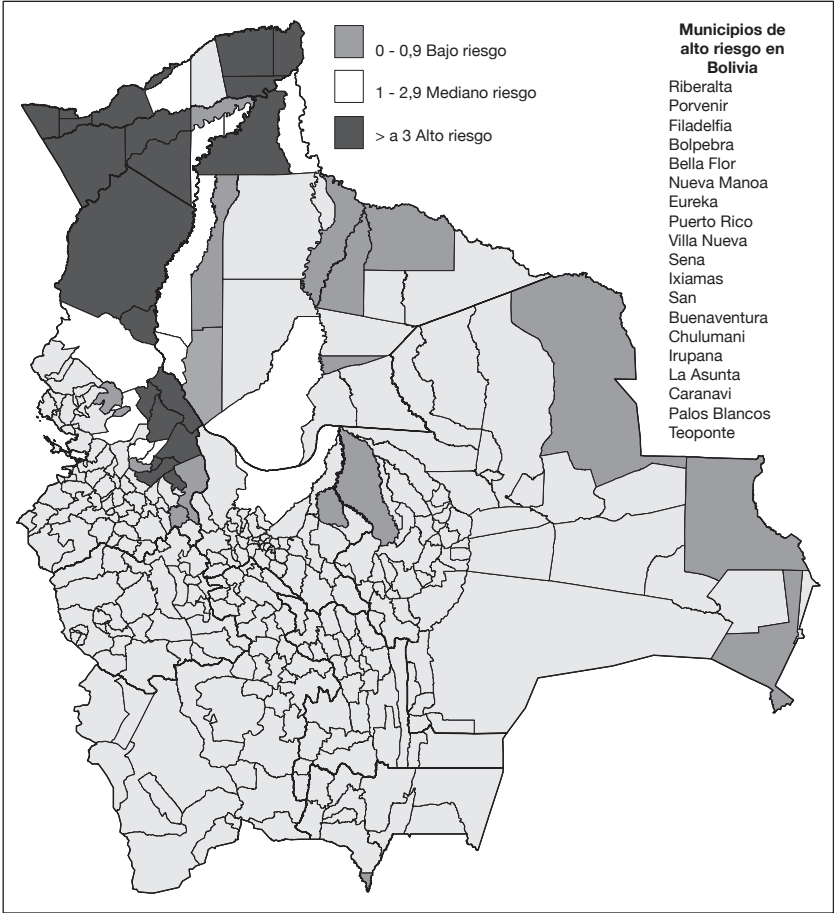 0 - 0,9 Bajo riesgo
1 - 2,9 Mediano riesgo
> a 3 Alto riesgo
Municipios de
alto riesgo en
Bolivia
Riberalta
Porvenir
Filadelfia
Bolpebra
Bella Flor
Nueva Manoa
Eureka
Puerto Rico
Villa Nueva
Sena
Ixiamas
San
Buenaventura
Chulumani
Irupana
La Asunta
Caranavi
Palos Blancos
Teoponte